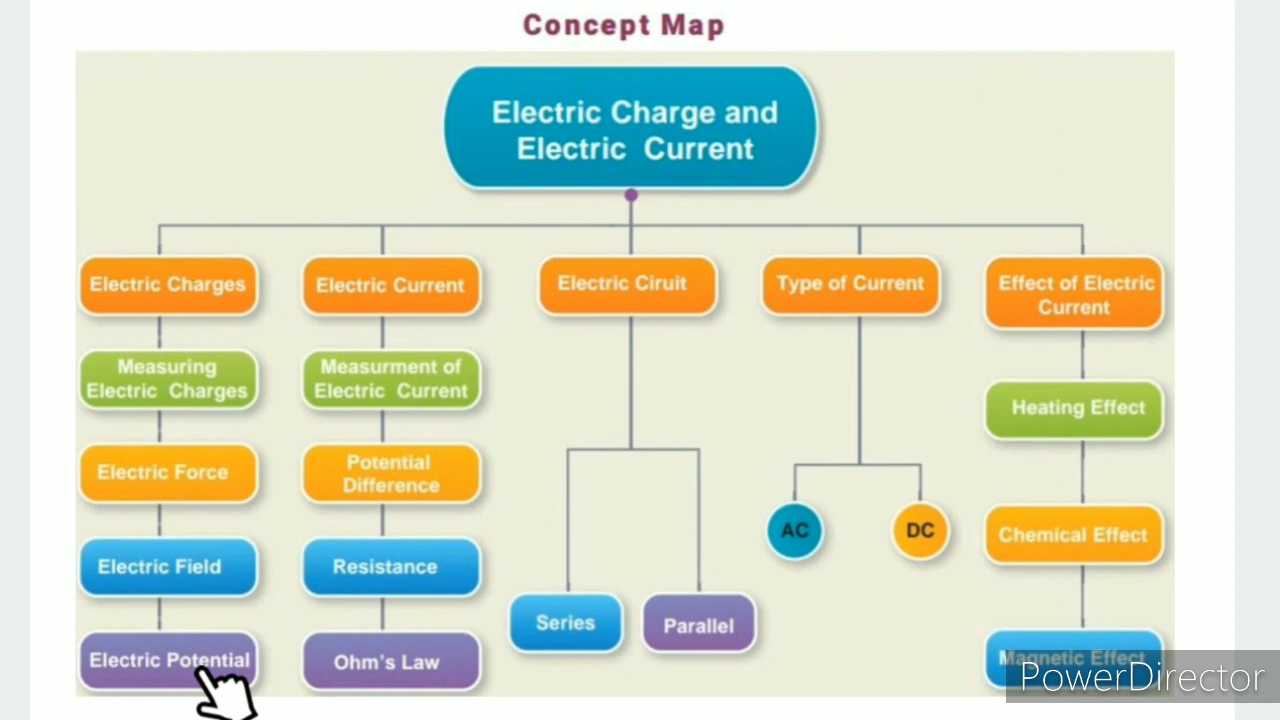 Concept Map
Electric Charge and
Electric Current
Electric Charges
Electric Current
Electric Ciruit
Type of Current
Effect of Electric
Current
Measuring
Electric Charges
Measurment of
Electric Current
Heating Effect
Electric Force
Potential
Difference
AC
DC
Chemical Effect
Electric Field
Resistance
Series
Parallel
Electric Potential
Ohm's Law
Magnetic Effect
PowerDirector